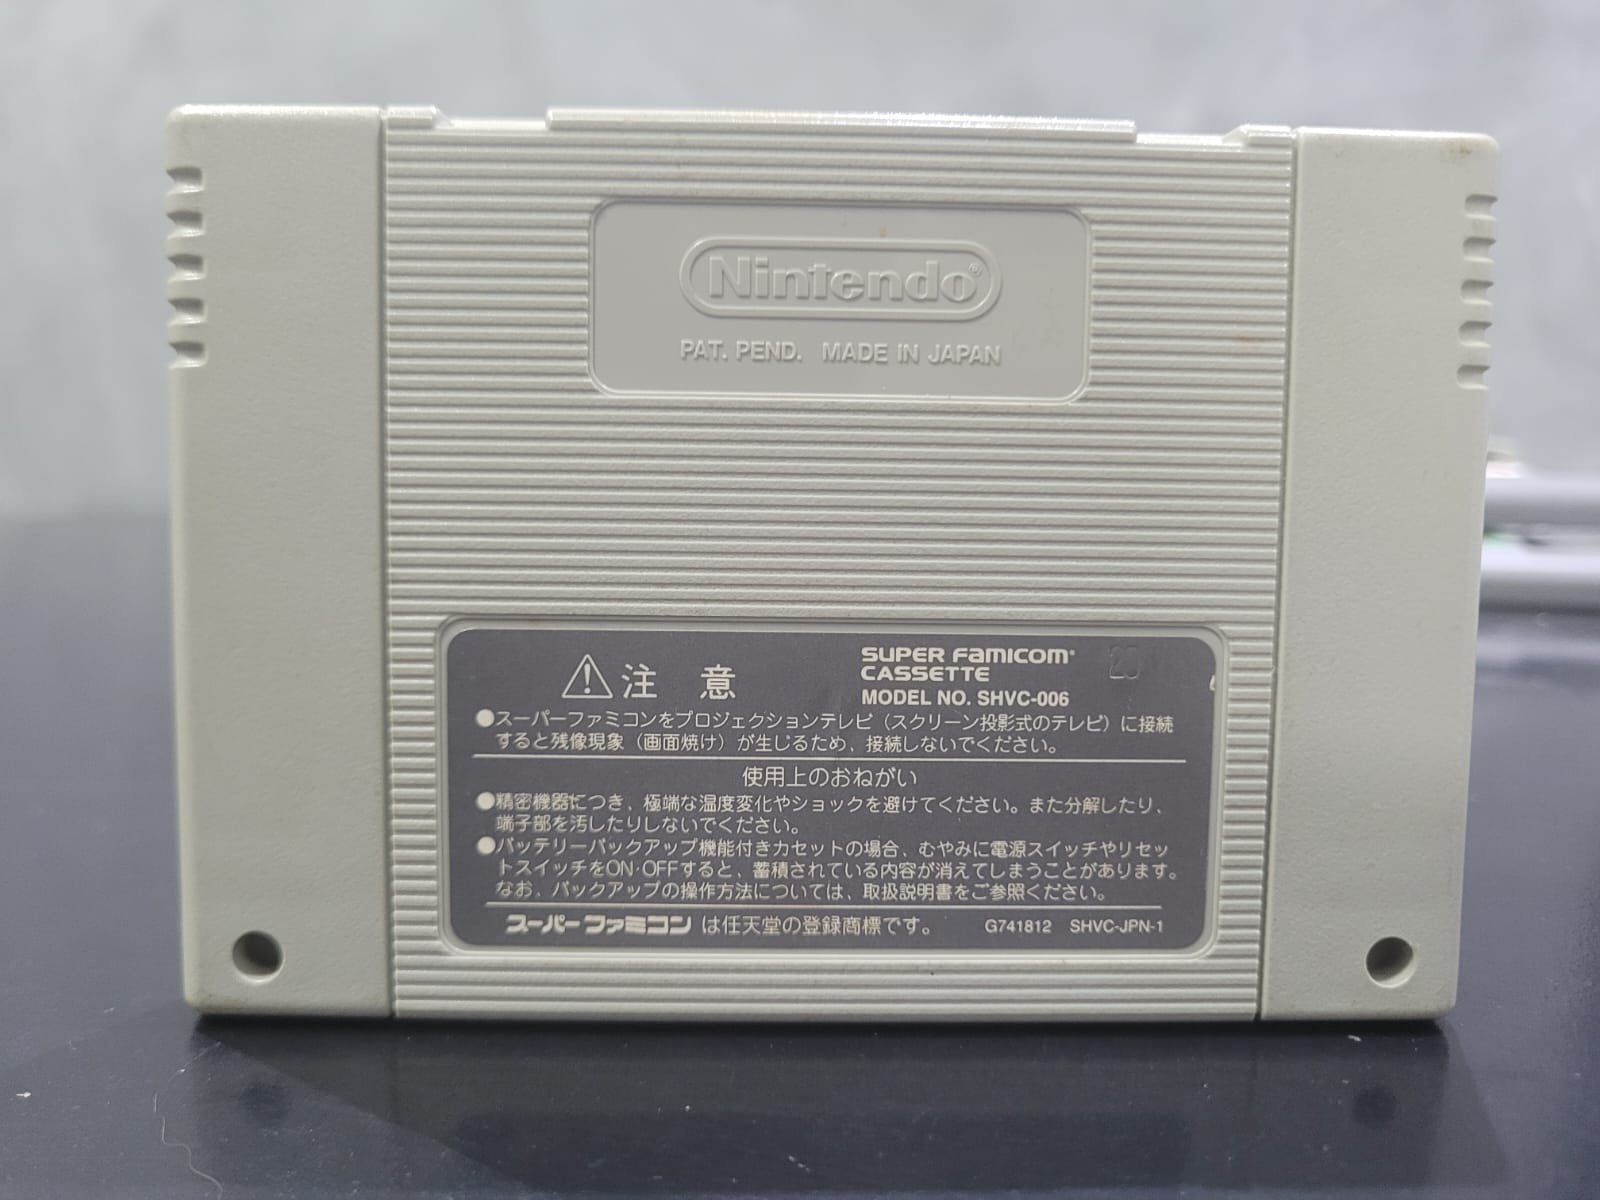 Nintendo®
PAT. PEND. MADE IN JAPAN
注意
SUPER FAMICOM®
CASSETTE
MODEL NO. SHVC-006
20
●スーパーファミコンをプロジェクションテレビ（スクリーン投影式のテレビ）に接続
すると残像現象（画面焼け）が生じるため、接続しないでください。
使用上のおねがい
●精密機器につき、極端な温度変化やショックを避けてください。また分解したり、
端子部を汚したりしないでください。
●バッテリーバックアップ機能付きカセットの場合、むやみに電源スイッチやリセッ
トスイッチをON·OFFすると、蓄積されている内容が消えてしまうことがあります。
なお、バックアップの操作方法については、取扱説明書をご参照ください。
スーパーファミコン は任天堂の登録商標です。 G741812 SHVC-JPN-1